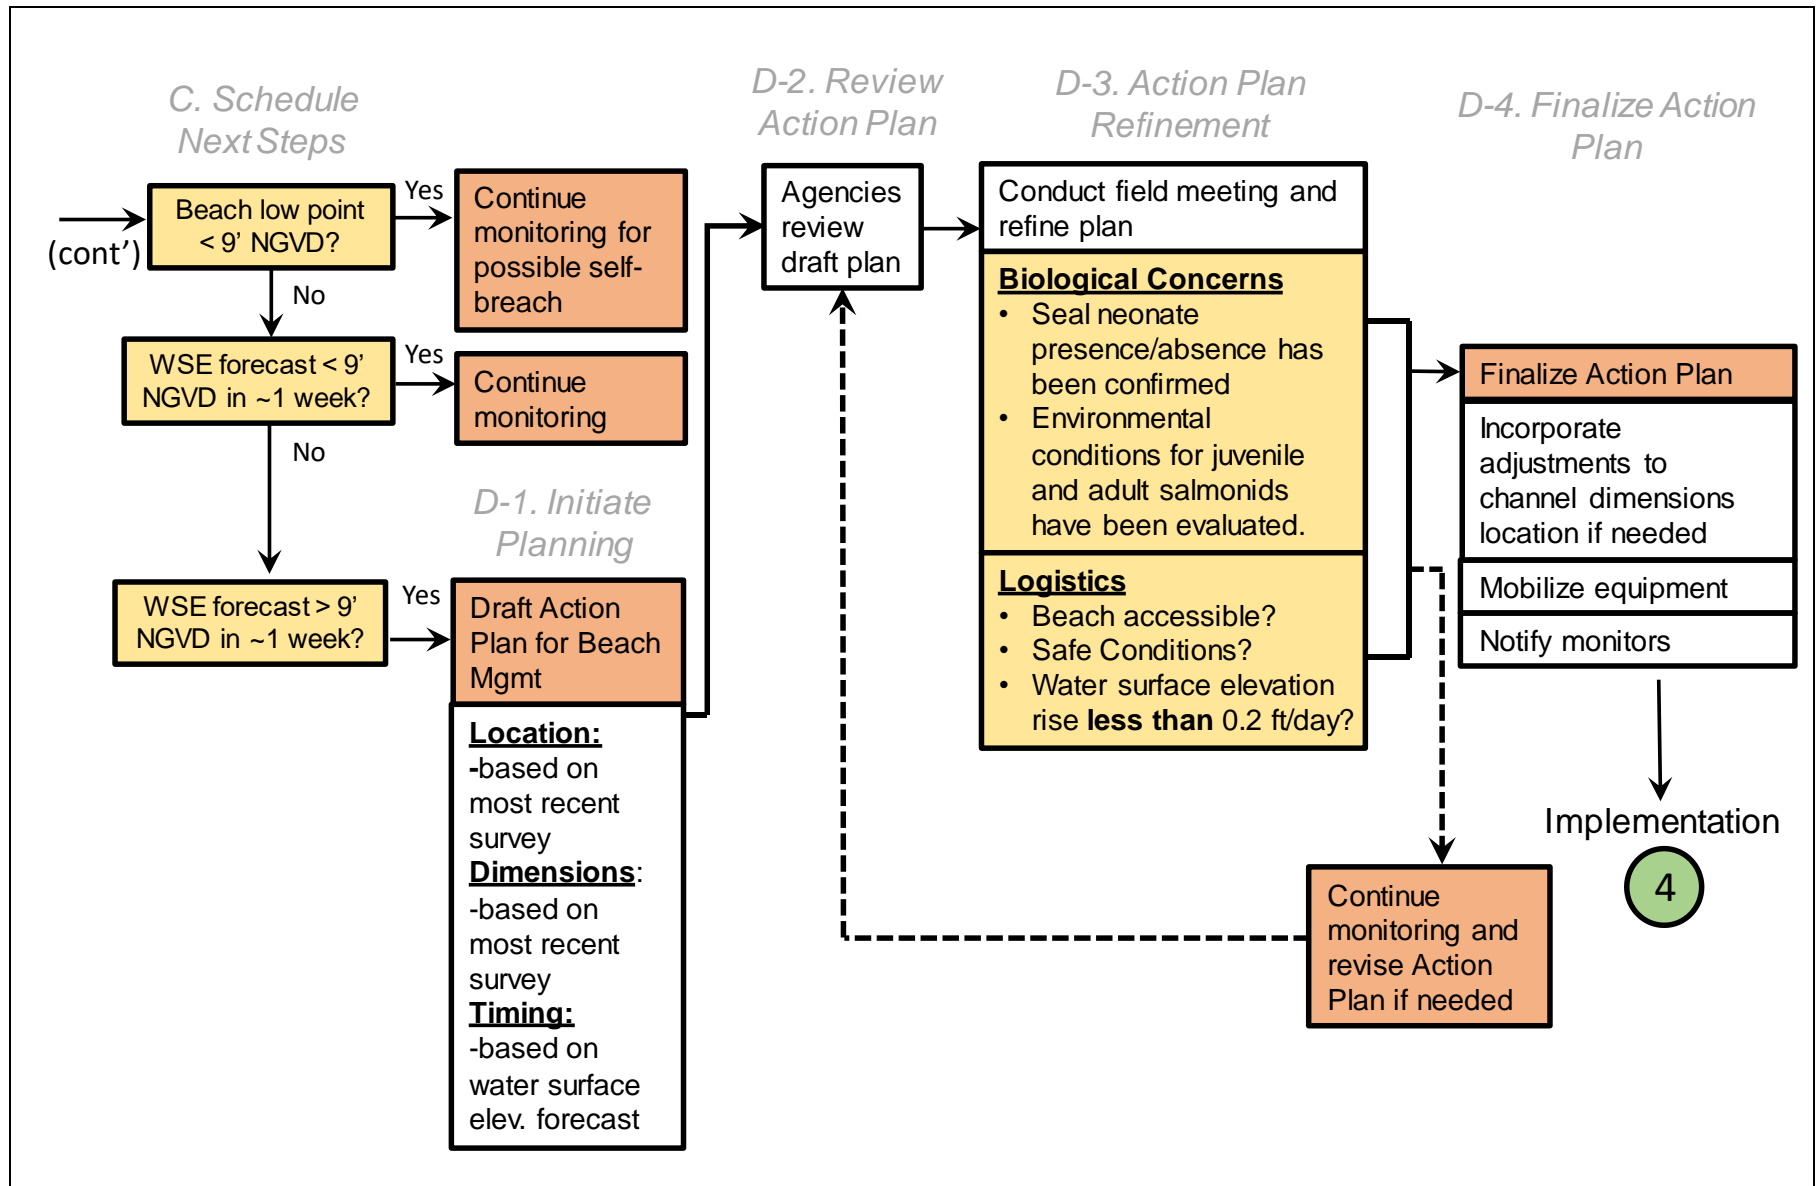 C. Schedule
Next Steps
(cont’)
Beach low point
< 9’ NGVD?
Yes
Continue
monitoring for
possible self-
breach
No
WSE forecast < 9’
NGVD in ~1 week?
Yes
Continue
monitoring
No
WSE forecast > 9’
NGVD in ~1 week?
Yes
D-1. Initiate
Planning
Draft Action
Plan for Beach
Mgmt
Location:
-based on
most recent
survey
Dimensions:
-based on
most recent
survey
Timing:
-based on
water surface
elev. forecast
D-2. Review
Action Plan
Agencies
review
draft plan
D-3. Action Plan
Refinement
Conduct field meeting and
refine plan
Biological Concerns
• Seal neonate
presence/absence has
been confirmed
• Environmental
conditions for juvenile
and adult salmonids
have been evaluated.
Logistics
• Beach accessible?
• Safe Conditions?
• Water surface elevation
rise less than 0.2 ft/day?
D-4. Finalize Action
Plan
Finalize Action Plan
Incorporate
adjustments to
channel dimensions
location if needed
Mobilize equipment
Notify monitors
Implementation
4
Continue
monitoring and
revise Action
Plan if needed